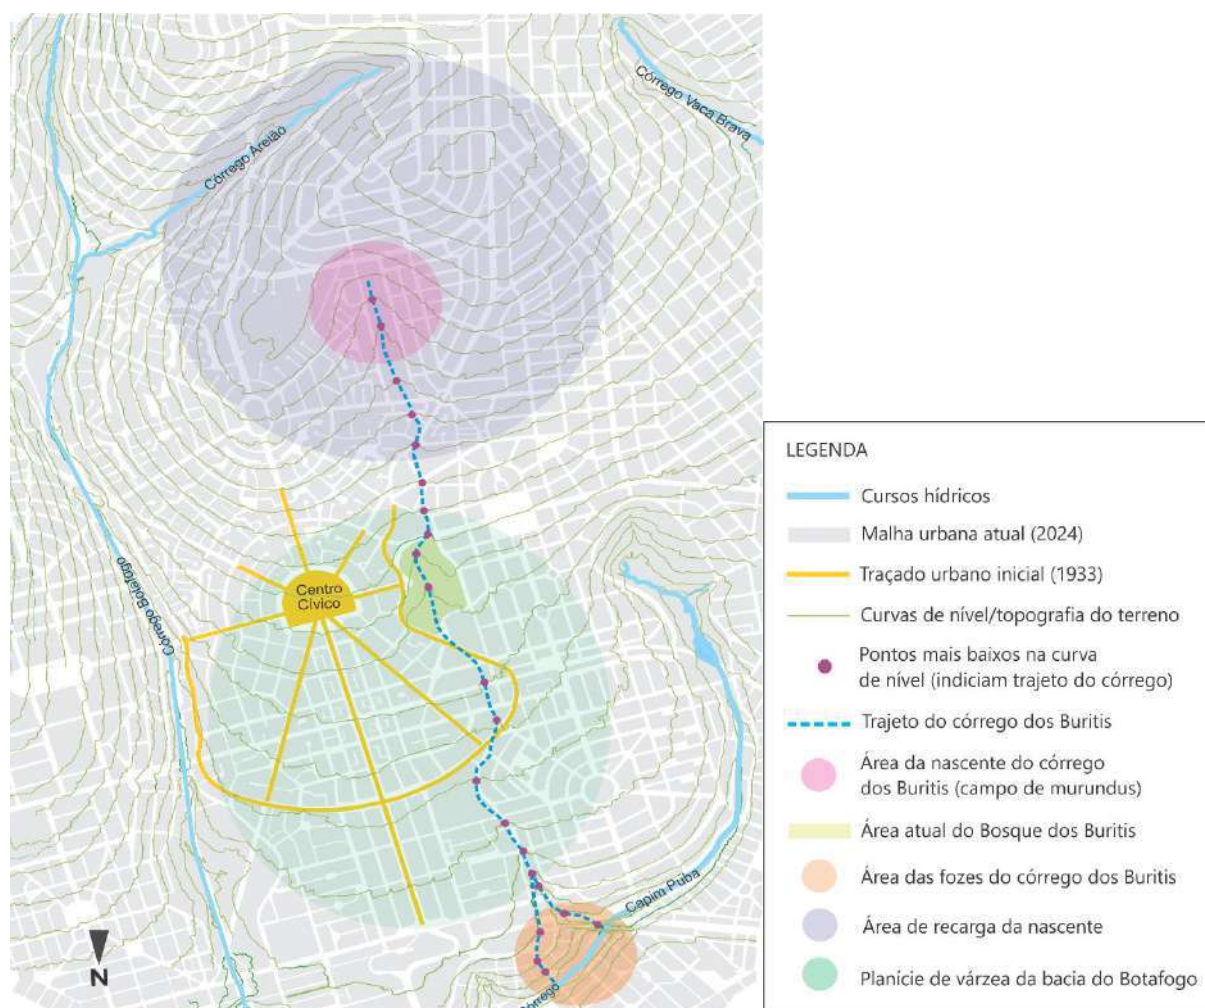 Córrego Vaca Brava
Córrego Areião
Centro
Cívico
Córrego Botafogo
Capim Puba
Córrego
N
LEGENDA
Cursos hídricos
Malha urbana atual (2024)
Traçado urbano inicial (1933)
Curvas de nível/topografia do terreno
Pontos mais baixos na curva
de nível (indiciam trajeto do córrego)
Trajeto do córrego dos Buritis
Área da nascente do córrego
dos Buritis (campo de murundus)
Área atual do Bosque dos Buritis
Área das fozes do córrego dos Buritis
Área de recarga da nascente
Planície de várzea da bacia do Botafogo